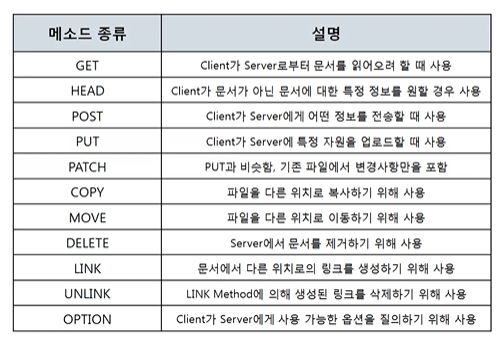 메소드 종류 설명
GET Client가 Server로부터 문서를 읽어오려 할 때 사용
HEAD Client가 문서가 아닌 문서에 대한 특정 정보를 원할 경우 사용
POST Client가 Server에게 어떤 정보를 전송할 때 사용
PUT Client가 Server에 특정 자원을 업로드할 때 사용
PATCH PUT과 비슷함, 기존 파일에서 변경사항만을 포함
COPY 파일을 다른 위치로 복사하기 위해 사용
MOVE 파일을 다른 위치로 이동하기 위해 사용
DELETE Server에서 문서를 제거하기 위해 사용
LINK 문서에서 다른 위치로의 링크를 생성하기 위해 사용
UNLINK LINK Method에 의해 생성된 링크를 삭제하기 위해 사용
OPTION Client가 Server에게 사용 가능한 옵션을 질의하기 위해 사용